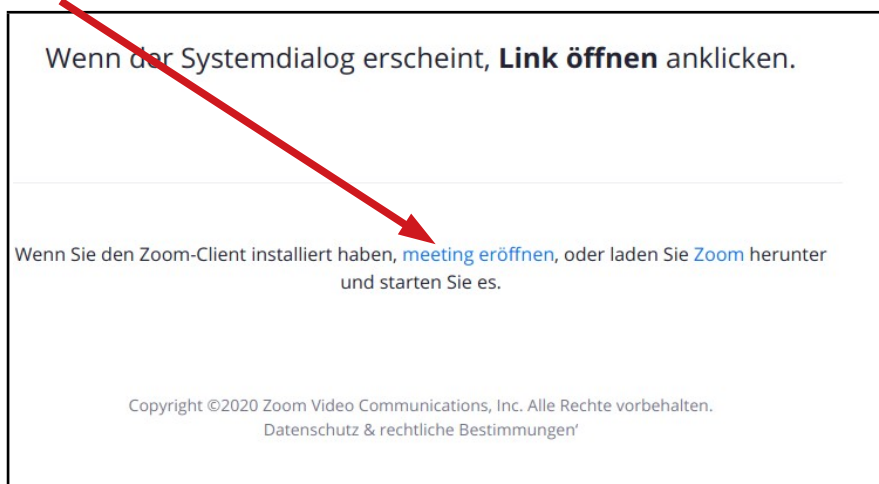 Wenn der Systemdialog erscheint, Link öffnen anklicken.
Wenn Sie den Zoom-Client installiert haben, meeting eröffnen, oder laden Sie Zoom herunter
und starten Sie es.
Copyright ©2020 Zoom Video Communications, Inc. Alle Rechte vorbehalten.
Datenschutz & rechtliche Bestimmungen'